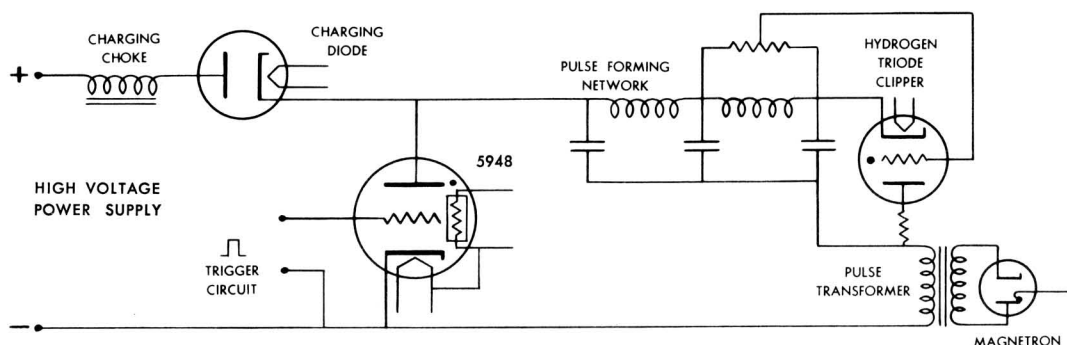 CHARGING
CHOKE
CHARGING
DIODE
+
PULSE FORMING
NETWORK
HYDROGEN
TRIODE
CLIPPER
5948
HIGH VOLTAGE
POWER SUPPLY
TRIGGER
CIRCUIT
PULSE
TRANSFORMER
−
MAGNETRON